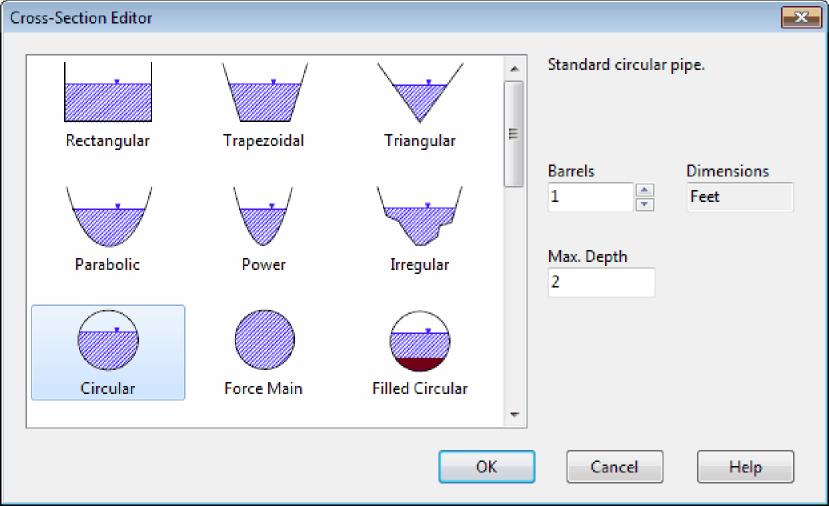 Cross-Section Editor
Rectangular
Trapezoidal
Triangular
Parabolic
Power
Irregular
Circular
Force Main
Filled Circular
Standard circular pipe.
Barrels
Dimensions
1
Feet
Max. Depth
2
OK
Cancel
Help